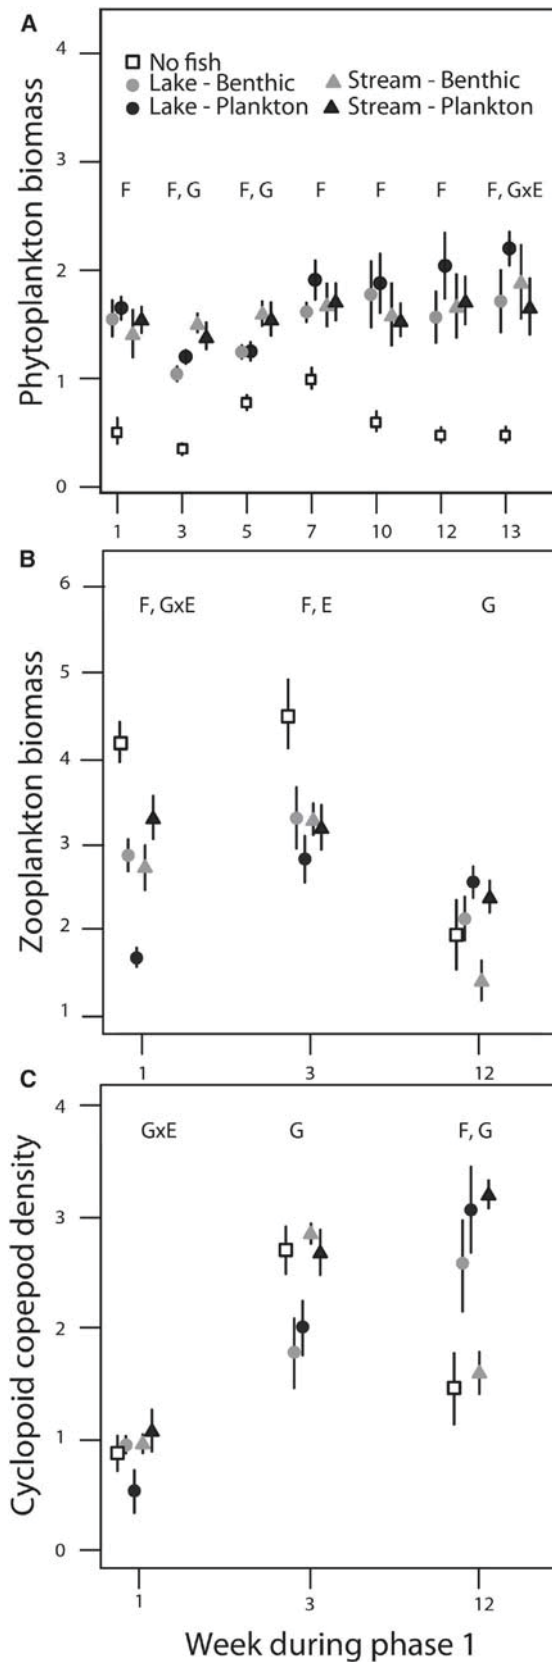 A
Phytoplankton biomass
4
3
2
1
0
No fish
Lake - Benthic
Lake - Plankton
Stream - Benthic
Stream - Plankton
F
F, G
F, G
F
F
F
F, GxE
1
3
5
7
10
12
13
B
Zooplankton biomass
6
5
4
3
2
1
F, GxE
F, E
G
1
3
12
C
Cyclopoid copepod density
4
3
2
1
0
GxE
G
F, G
1
3
12
Week during phase 1